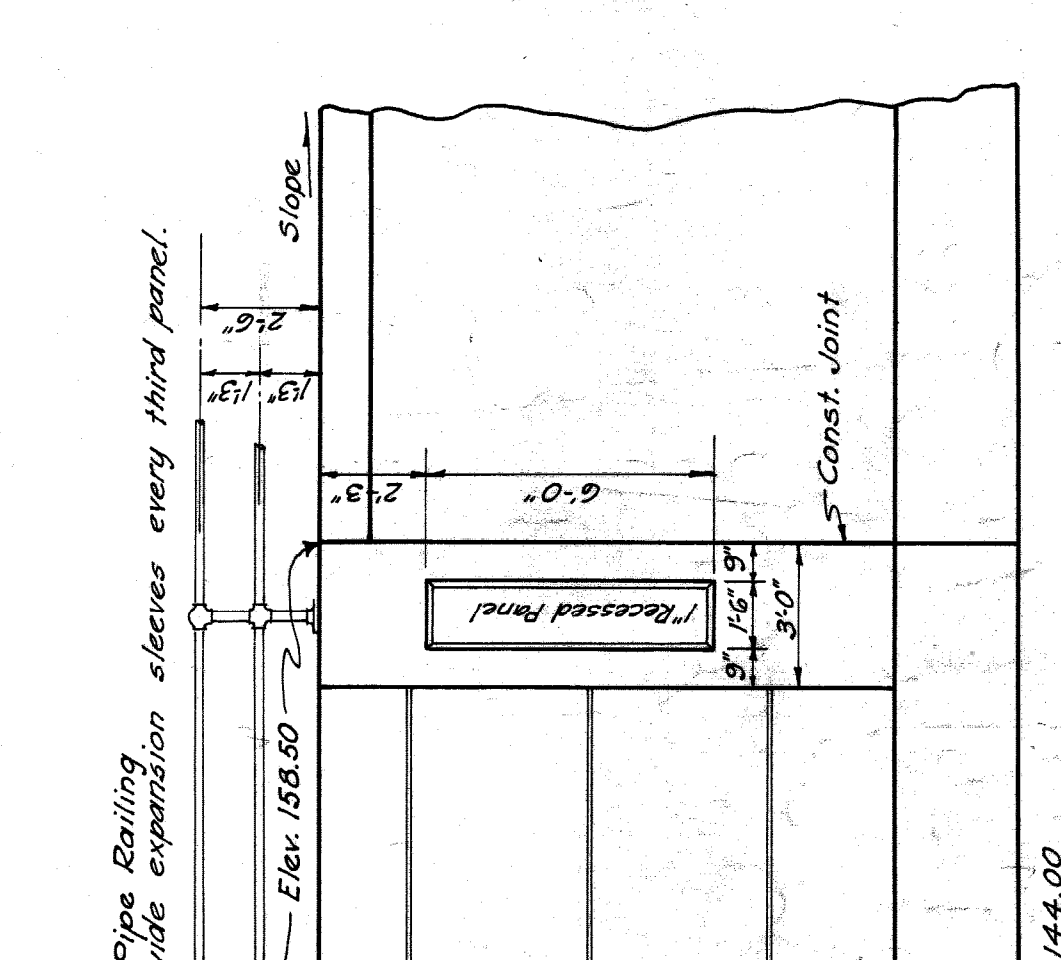 Pipe Railing
expansion sleeves every third panel.
Slope
2'-6"
1'-3"
1'-3"
2'-3"
6'-0"
Const. Joint
1" Recessed Panel
9"
1'-6"
9"
3'-0"
Elev. 158.50
144.00